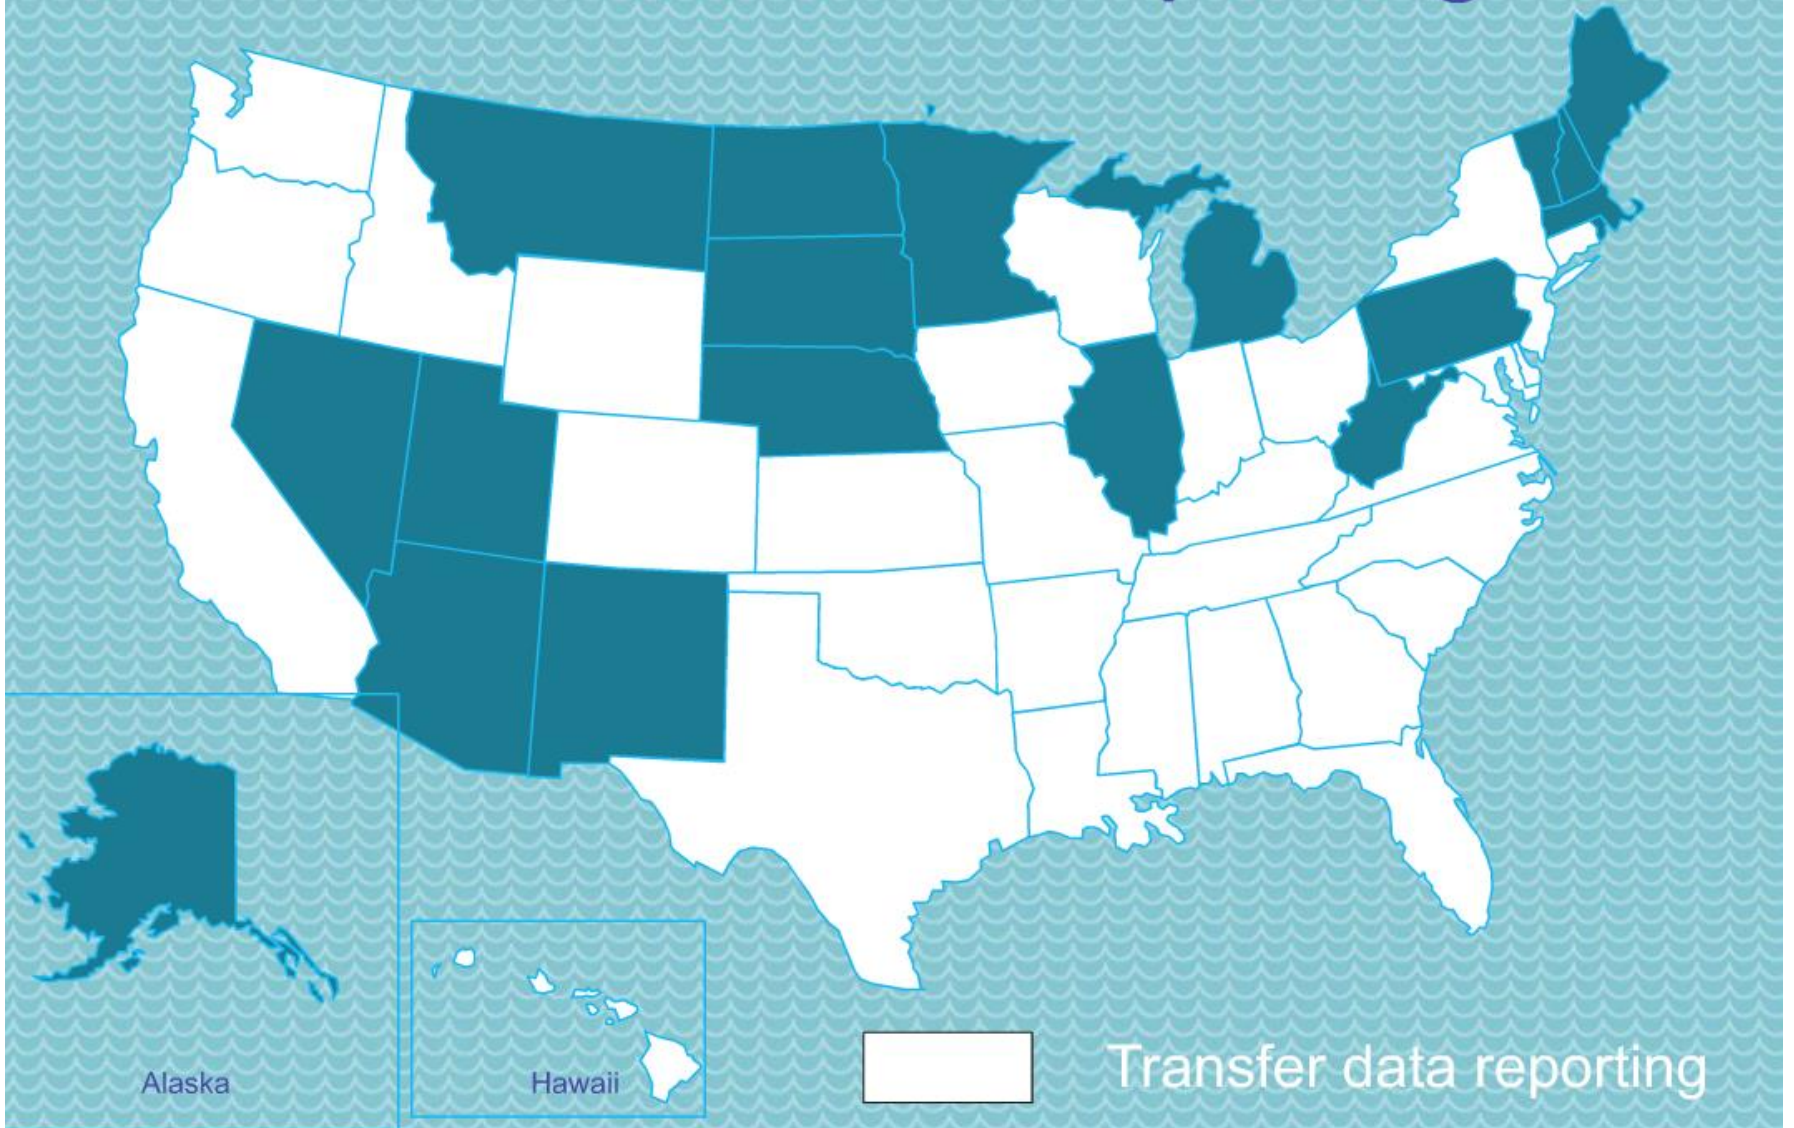 Transfer data reporting
Alaska
Hawaii